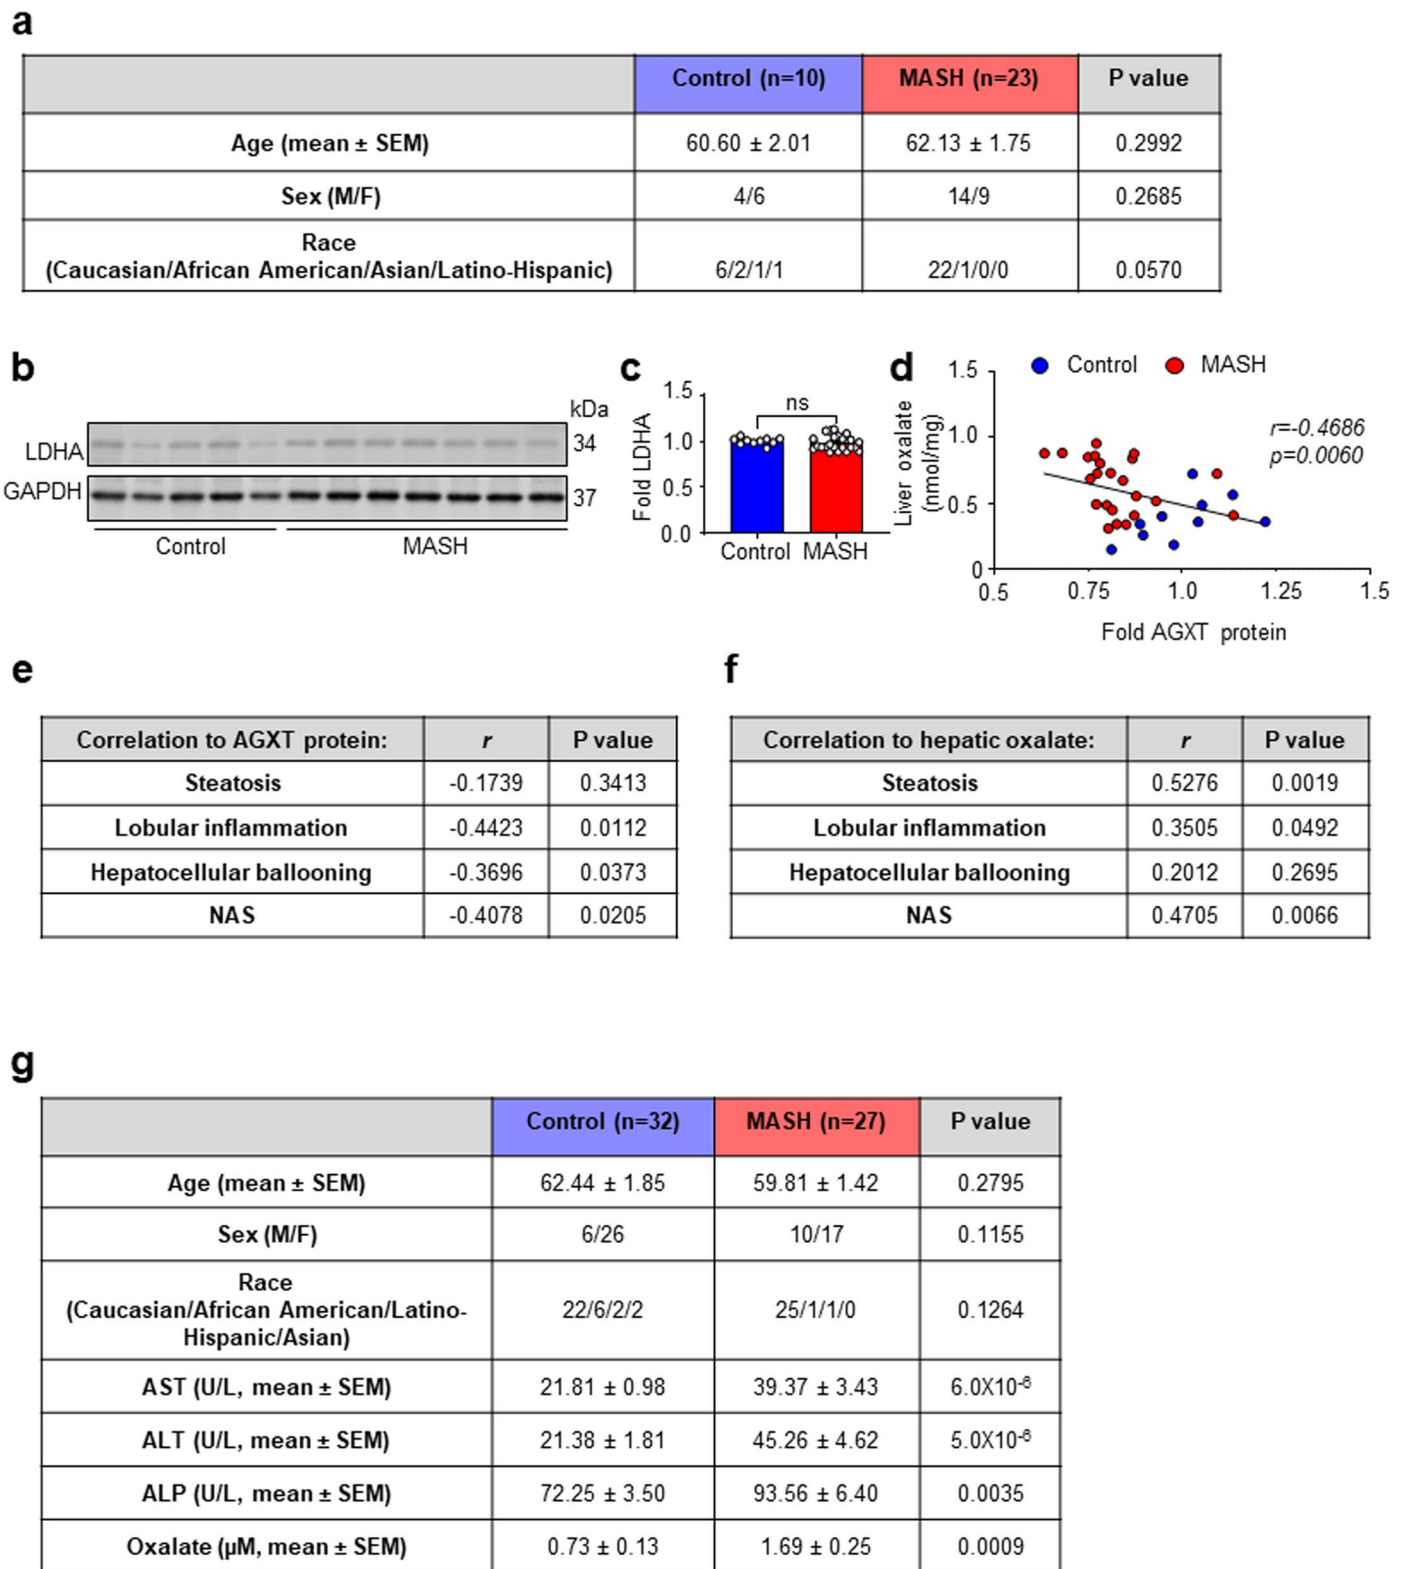 a
Control (n=10) MASH (n=23) P value
Age (mean ± SEM) 60.60 ± 2.01 62.13 ± 1.75 0.2992
Sex (M/F) 4/6 14/9 0.2685
Race
(Caucasian/African American/Asian/Latino-Hispanic) 6/2/1/1 22/1/0/0 0.0570
b
kDa
LDHA 34
GAPDH 37
Control MASH
c
Fold LDHA
1.5
1.0
0.5
0.0
ns
Control MASH
d
Control MASH
Liver oxalate
(nmol/mg)
1.5
1.0
0.5
0
r=-0.4686
p=0.0060
0.5 0.75 1.0 1.25 1.5
Fold AGXT protein
e
Correlation to AGXT protein: r P value
Steatosis -0.1739 0.3413
Lobular inflammation -0.4423 0.0112
Hepatocellular ballooning -0.3696 0.0373
NAS -0.4078 0.0205
f
Correlation to hepatic oxalate: r P value
Steatosis 0.5276 0.0019
Lobular inflammation 0.3505 0.0492
Hepatocellular ballooning 0.2012 0.2695
NAS 0.4705 0.0066
g
Control (n=32) MASH (n=27) P value
Age (mean ± SEM) 62.44 ± 1.85 59.81 ± 1.42 0.2795
Sex (M/F) 6/26 10/17 0.1155
Race
(Caucasian/African American/Latino-
Hispanic/Asian) 22/6/2/2 25/1/1/0 0.1264
AST (U/L, mean ± SEM) 21.81 ± 0.98 39.37 ± 3.43 6.0X10⁻⁶
ALT (U/L, mean ± SEM) 21.38 ± 1.81 45.26 ± 4.62 5.0X10⁻⁶
ALP (U/L, mean ± SEM) 72.25 ± 3.50 93.56 ± 6.40 0.0035
Oxalate (µM, mean ± SEM) 0.73 ± 0.13 1.69 ± 0.25 0.0009